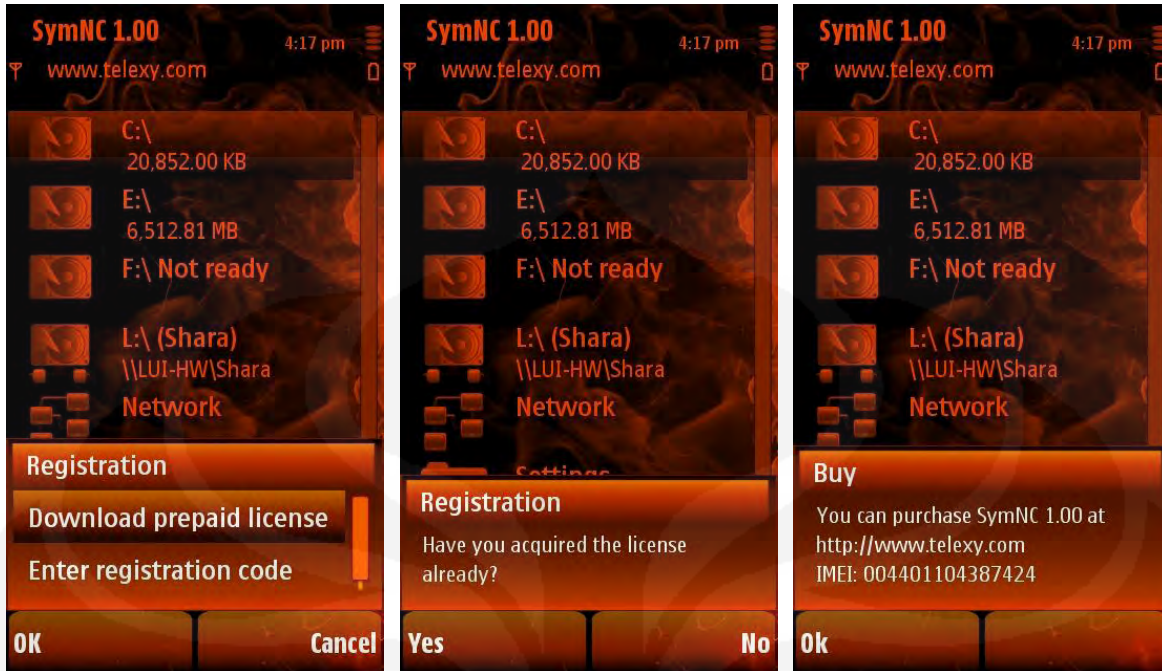 SymNC 1.00
4:17 pm
www.telexy.com
C:\
20,852.00 KB
E:\
6,512.81 MB
F:\ Not ready
L:\ (Shara)
\\LUI-HW\Shara
Network
Registration
Download prepaid license
Enter registration code
OK
Cancel
SymNC 1.00
4:17 pm
www.telexy.com
C:\
20,852.00 KB
E:\
6,512.81 MB
F:\ Not ready
L:\ (Shara)
\\LUI-HW\Shara
Network
Settings
Registration
Have you acquired the license
already?
Yes
No
SymNC 1.00
4:17 pm
www.telexy.com
C:\
20,852.00 KB
E:\
6,512.81 MB
F:\ Not ready
L:\ (Shara)
\\LUI-HW\Shara
Network
Buy
You can purchase SymNC 1.00 at
http://www.telexy.com
IMEI: 004401104387424
Ok